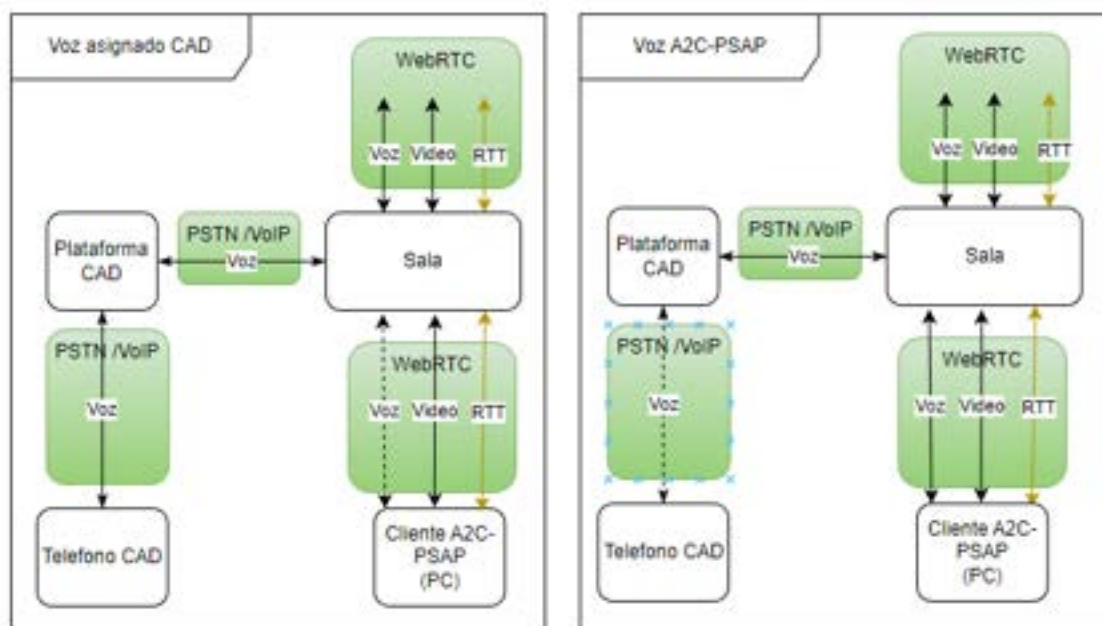 Voz asignado CAD
WebRTC
Voz
Video
RTT
Plataforma
CAD
PSTN /VoIP
Voz
Sala
PSTN /VoIP
Voz
WebRTC
Voz
Video
RTT
Telefono CAD
Cliente A2C-
PSAP
(PC)
Voz A2C-PSAP
WebRTC
Voz
Video
RTT
Plataforma
CAD
PSTN /VoIP
Voz
Sala
PSTN /VoIP
Voz
WebRTC
Voz
Video
RTT
Telefono CAD
Cliente A2C-
PSAP
(PC)